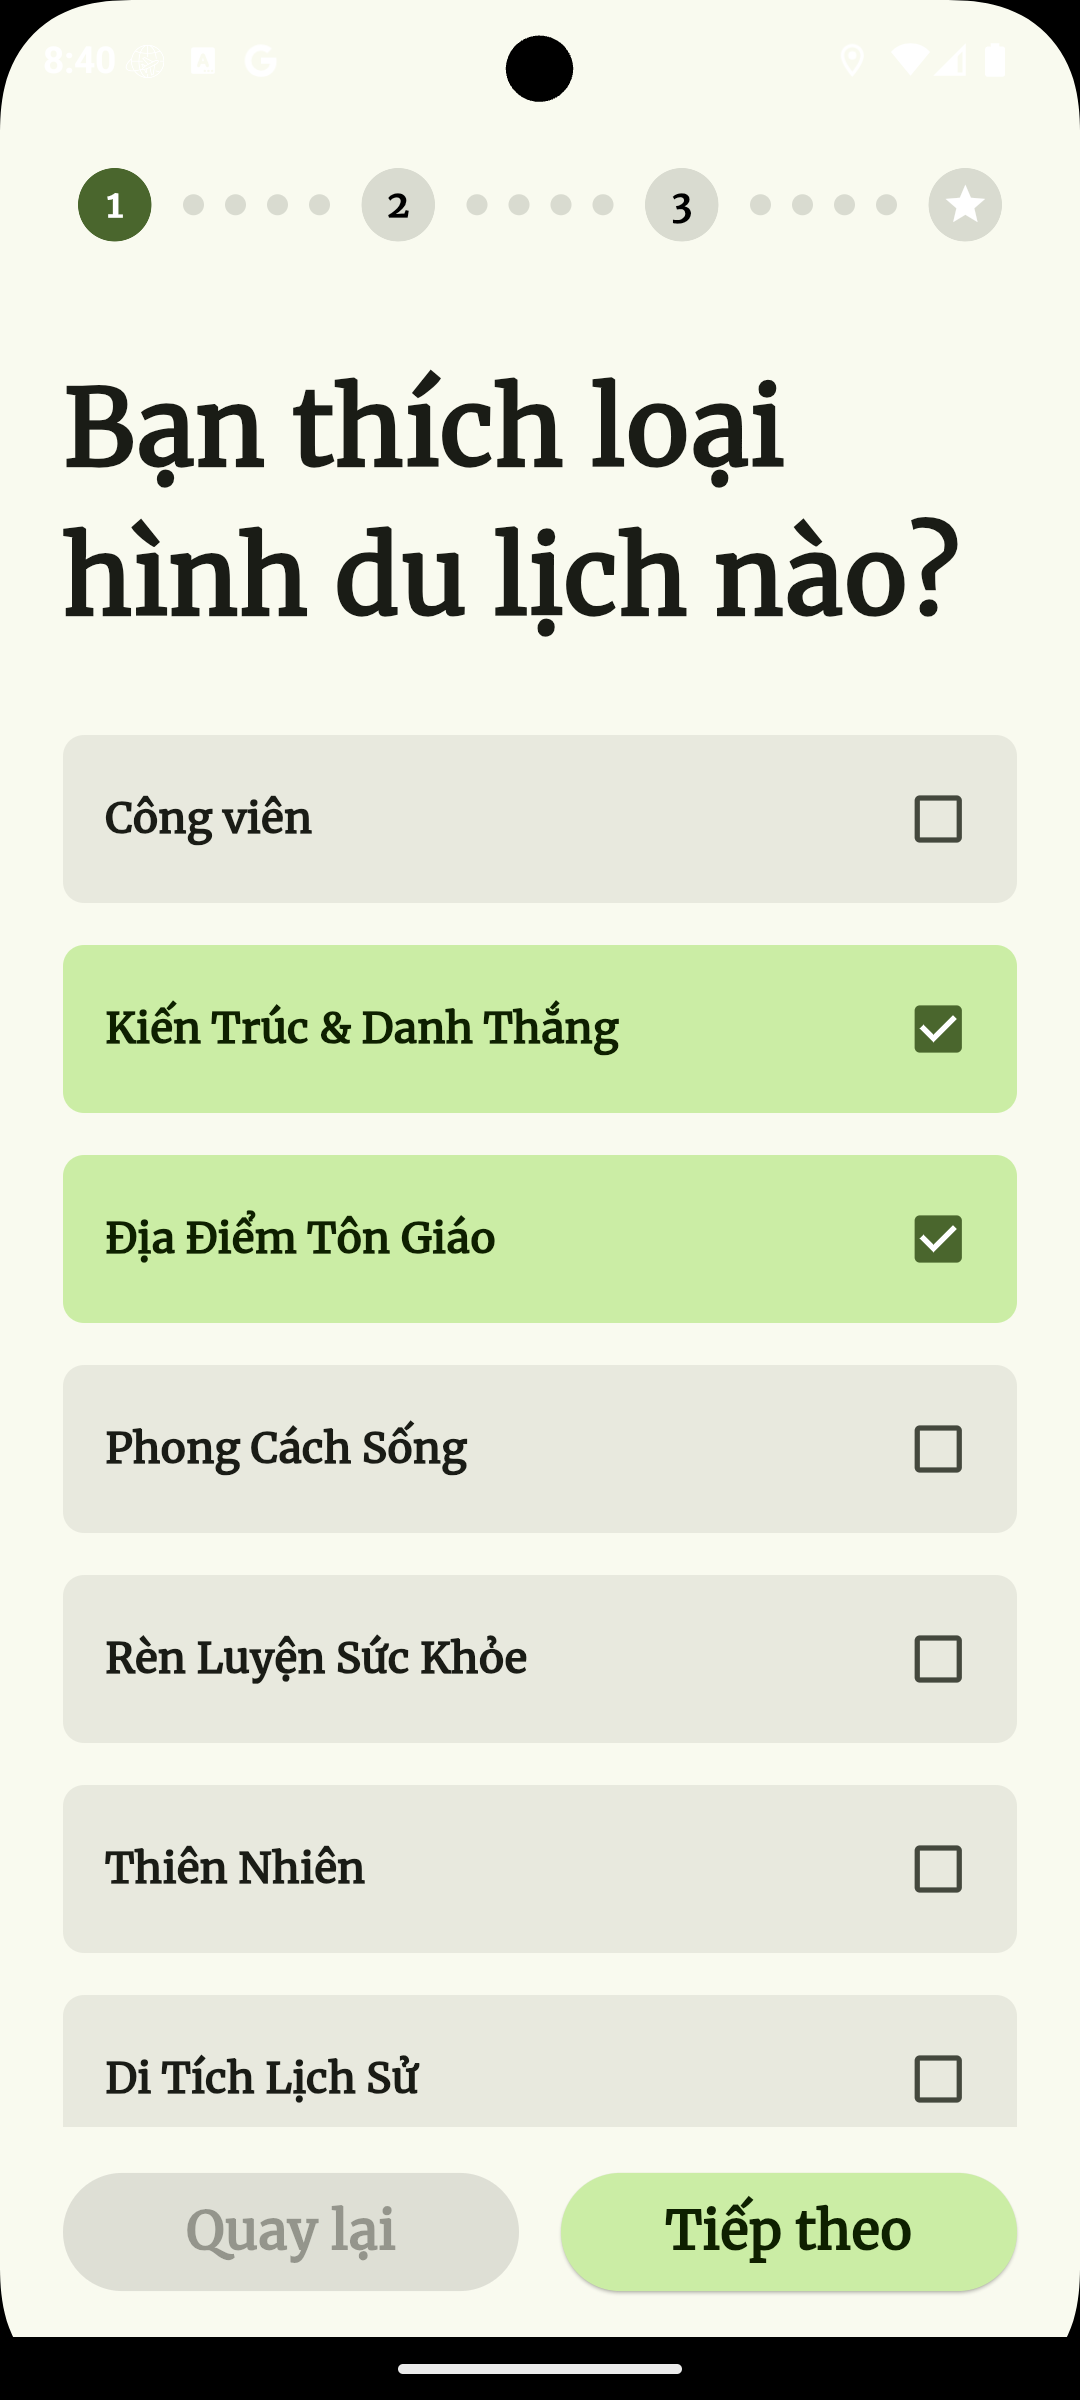 8:40
1 2 3
Bạn thích loại
hình du lịch nào?
Công viên
Kiến Trúc & Danh Thắng
Địa Điểm Tôn Giáo
Phong Cách Sống
Rèn Luyện Sức Khỏe
Thiên Nhiên
Di Tích Lịch Sử
Quay lại
Tiếp theo